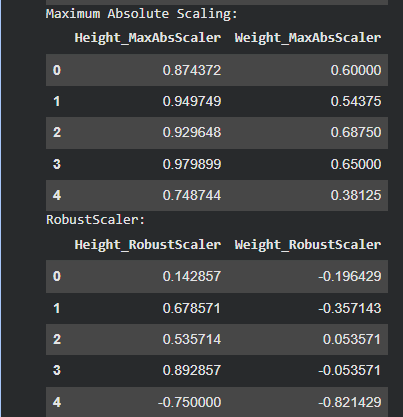 Maximum Absolute Scaling:
Height_MaxAbsScaler Weight_MaxAbsScaler
0 0.874372 0.60000
1 0.949749 0.54375
2 0.929648 0.68750
3 0.979899 0.65000
4 0.748744 0.38125
RobustScaler:
Height_RobustScaler Weight_RobustScaler
0 0.142857 -0.196429
1 0.678571 -0.357143
2 0.535714 0.053571
3 0.892857 -0.053571
4 -0.750000 -0.821429